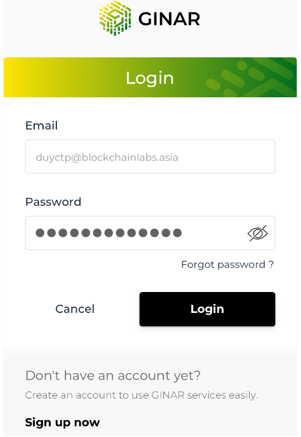 GINAR
Login
Email
duyctp@blockchainlabs.asia
Password
Forgot password ?
Cancel
Login
Don't have an account yet?
Create an account to use GINAR services easily.
Sign up now